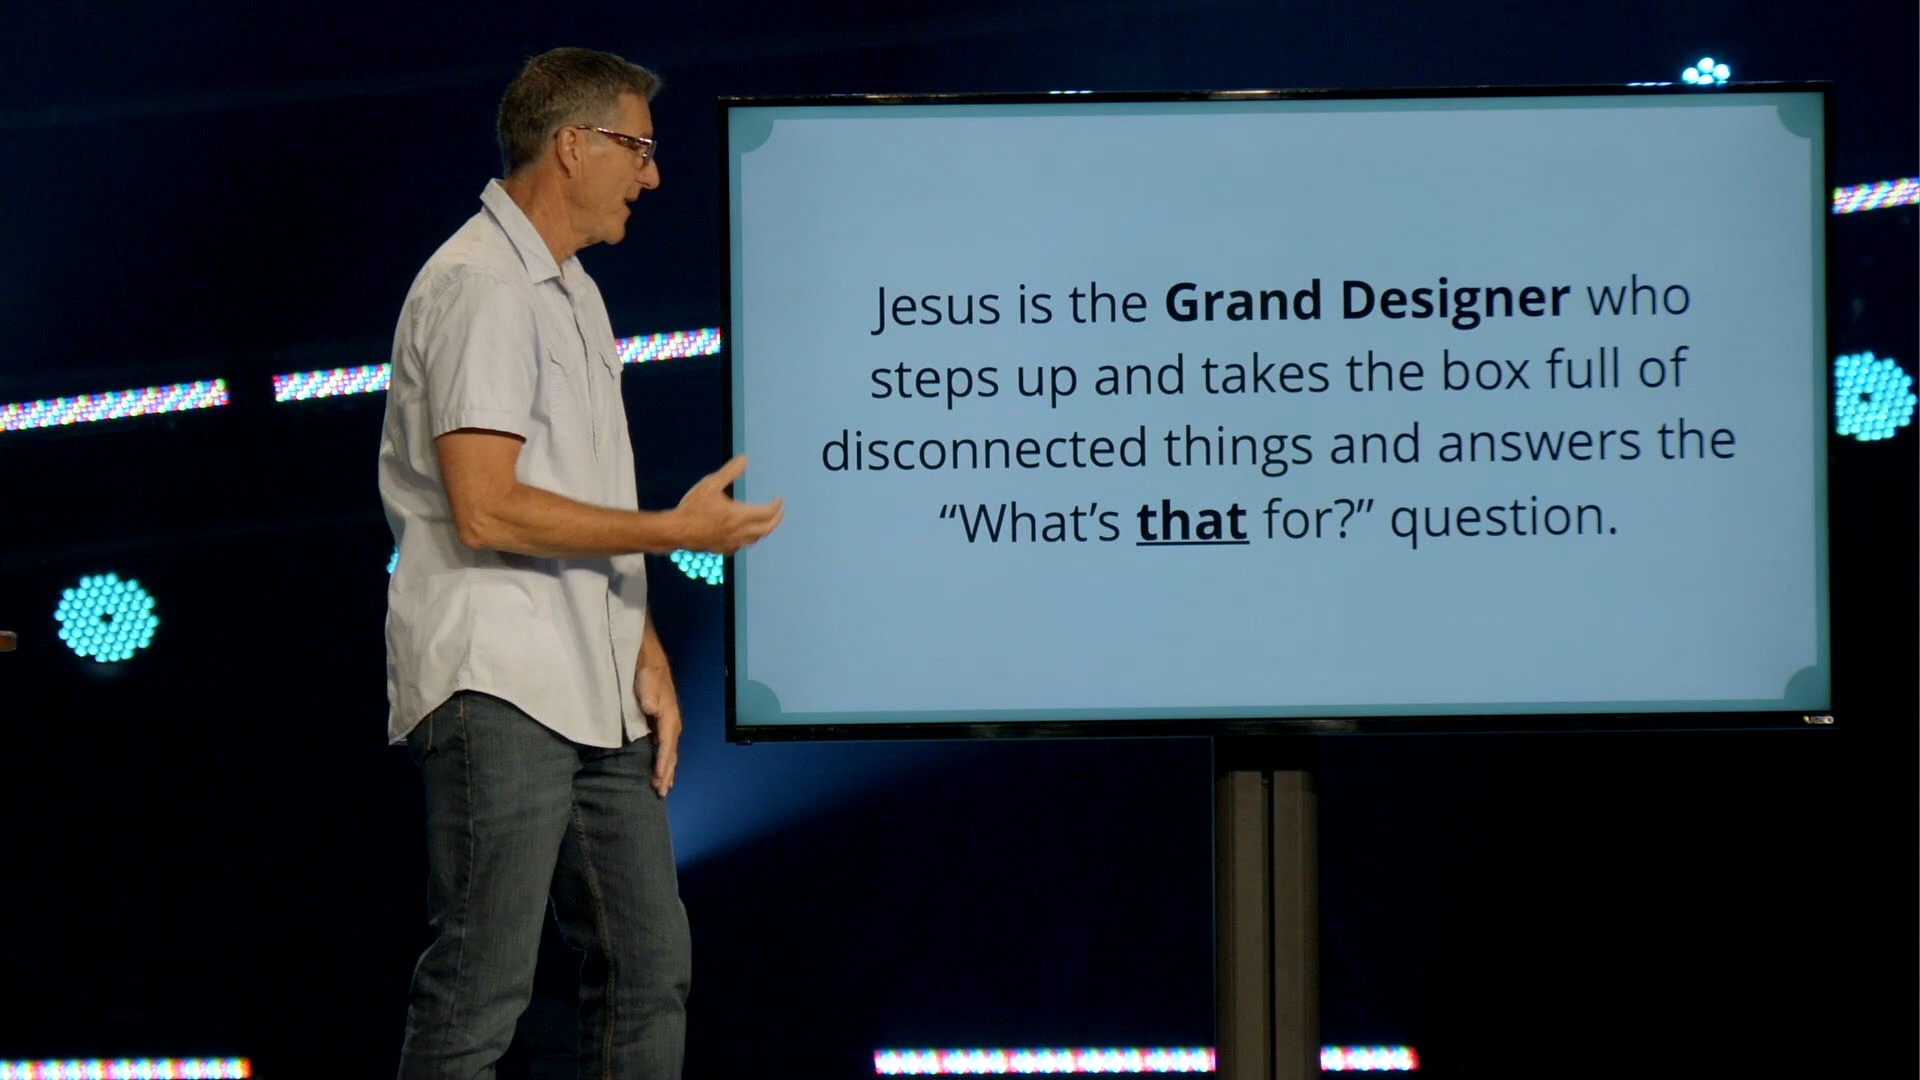 Jesus is the Grand Designer who
steps up and takes the box full of
disconnected things and answers the
“What’s that for?” question.